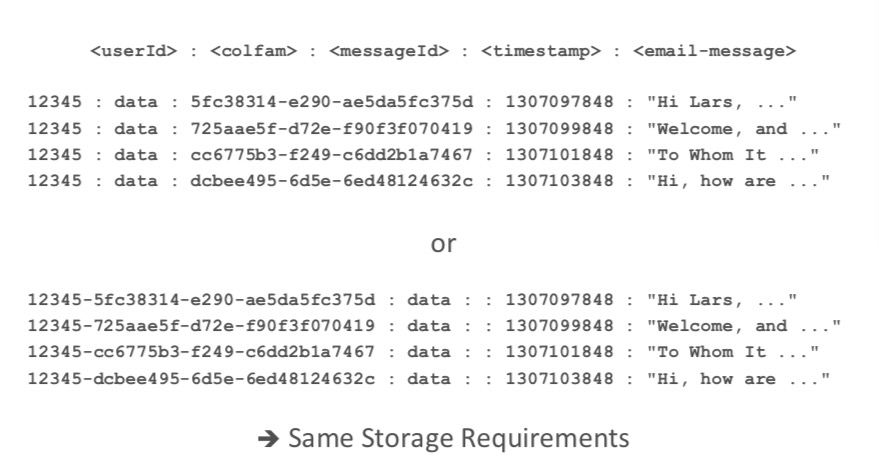 <userId> : <colfam> : <messageId> : <timestamp> : <email-message>
12345 : data : 5fc38314-e290-ae5da5fc375d : 1307097848 : "Hi Lars, ..."
12345 : data : 725aae5f-d72e-f90f3f070419 : 1307099848 : "Welcome, and ..."
12345 : data : cc6775b3-f249-c6dd2b1a7467 : 1307101848 : "To Whom It ..."
12345 : data : dcbee495-6d5e-6ed48124632c : 1307103848 : "Hi, how are ..."
or
12345-5fc38314-e290-ae5da5fc375d : data : : 1307097848 : "Hi Lars, ..."
12345-725aae5f-d72e-f90f3f070419 : data : : 1307099848 : "Welcome, and ..."
12345-cc6775b3-f249-c6dd2b1a7467 : data : : 1307101848 : "To Whom It ..."
12345-dcbee495-6d5e-6ed48124632c : data : : 1307103848 : "Hi, how are ..."
➔ Same Storage Requirements